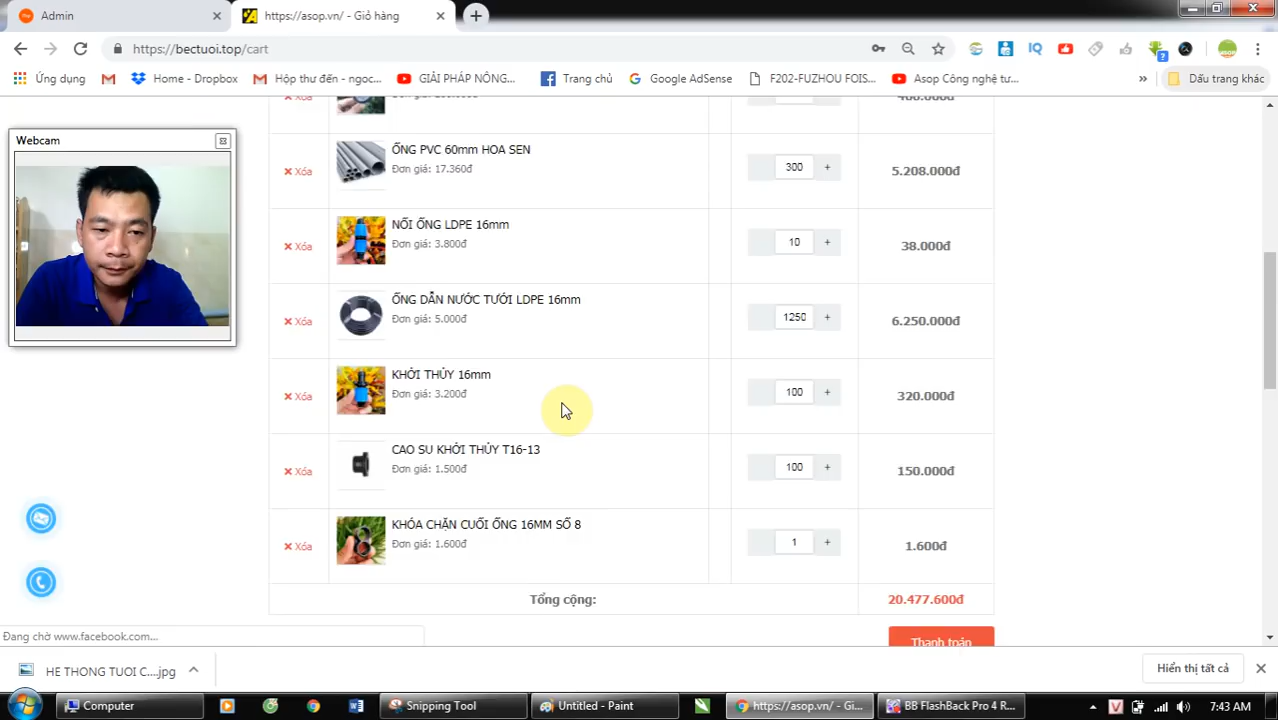 Admin
https://asop.vn/ - Giỏ hàng
https://bectuoi.top/cart
Ứng dụng
Home - Dropbox
Hộp thư đến - ngoc...
GIẢI PHÁP NÔNG...
Trang chủ
Google AdSense
F202-FUZHOU FOIS...
Asop Công nghệ tư...
Dấu trang khác
Webcam
Xóa
ỐNG PVC 60mm HOA SEN
Đơn giá: 17.360đ
300
+
5.208.000đ
Xóa
NỐI ỐNG LDPE 16mm
Đơn giá: 3.800đ
10
+
38.000đ
Xóa
ỐNG DẪN NƯỚC TƯỚI LDPE 16mm
Đơn giá: 5.000đ
1250
+
6.250.000đ
Xóa
KHỞI THỦY 16mm
Đơn giá: 3.200đ
100
+
320.000đ
Xóa
CAO SU KHỞI THỦY T16-13
Đơn giá: 1.500đ
100
+
150.000đ
Xóa
KHÓA CHẶN CUỐI ỐNG 16MM SỐ 8
Đơn giá: 1.600đ
1
+
1.600đ
Tổng cộng:
20.477.600đ
Thanh toán
Đang chờ www.facebook.com...
HE THONG TUOI C....jpg
Hiển thị tất cả
Computer
Snipping Tool
Untitled - Paint
https://asop.vn/ - Gi...
BB FlashBack Pro 4 R...
7:43 AM